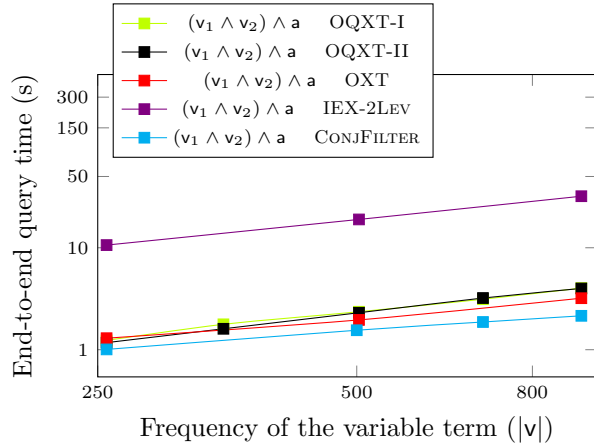 (v₁ ∧ v₂) ∧ a OQXT-I
(v₁ ∧ v₂) ∧ a OQXT-II
(v₁ ∧ v₂) ∧ a OXT
(v₁ ∧ v₂) ∧ a IEX-2LEV
(v₁ ∧ v₂) ∧ a CONJFILTER
End-to-end query time (s)
300
150
50
10
1
250
500
800
Frequency of the variable term (|v|)